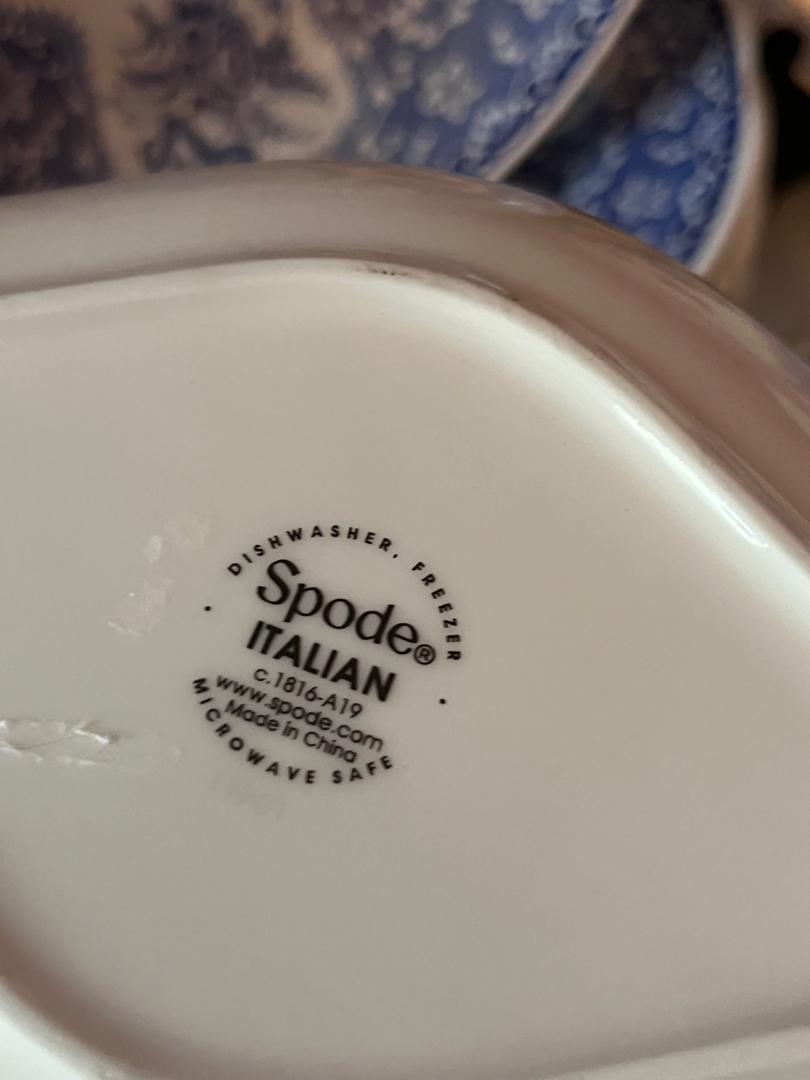 DISHWASHER, FREEZER
Spode®
ITALIAN
c.1816-A19
www.spode.com
Made in China
MICROWAVE SAFE